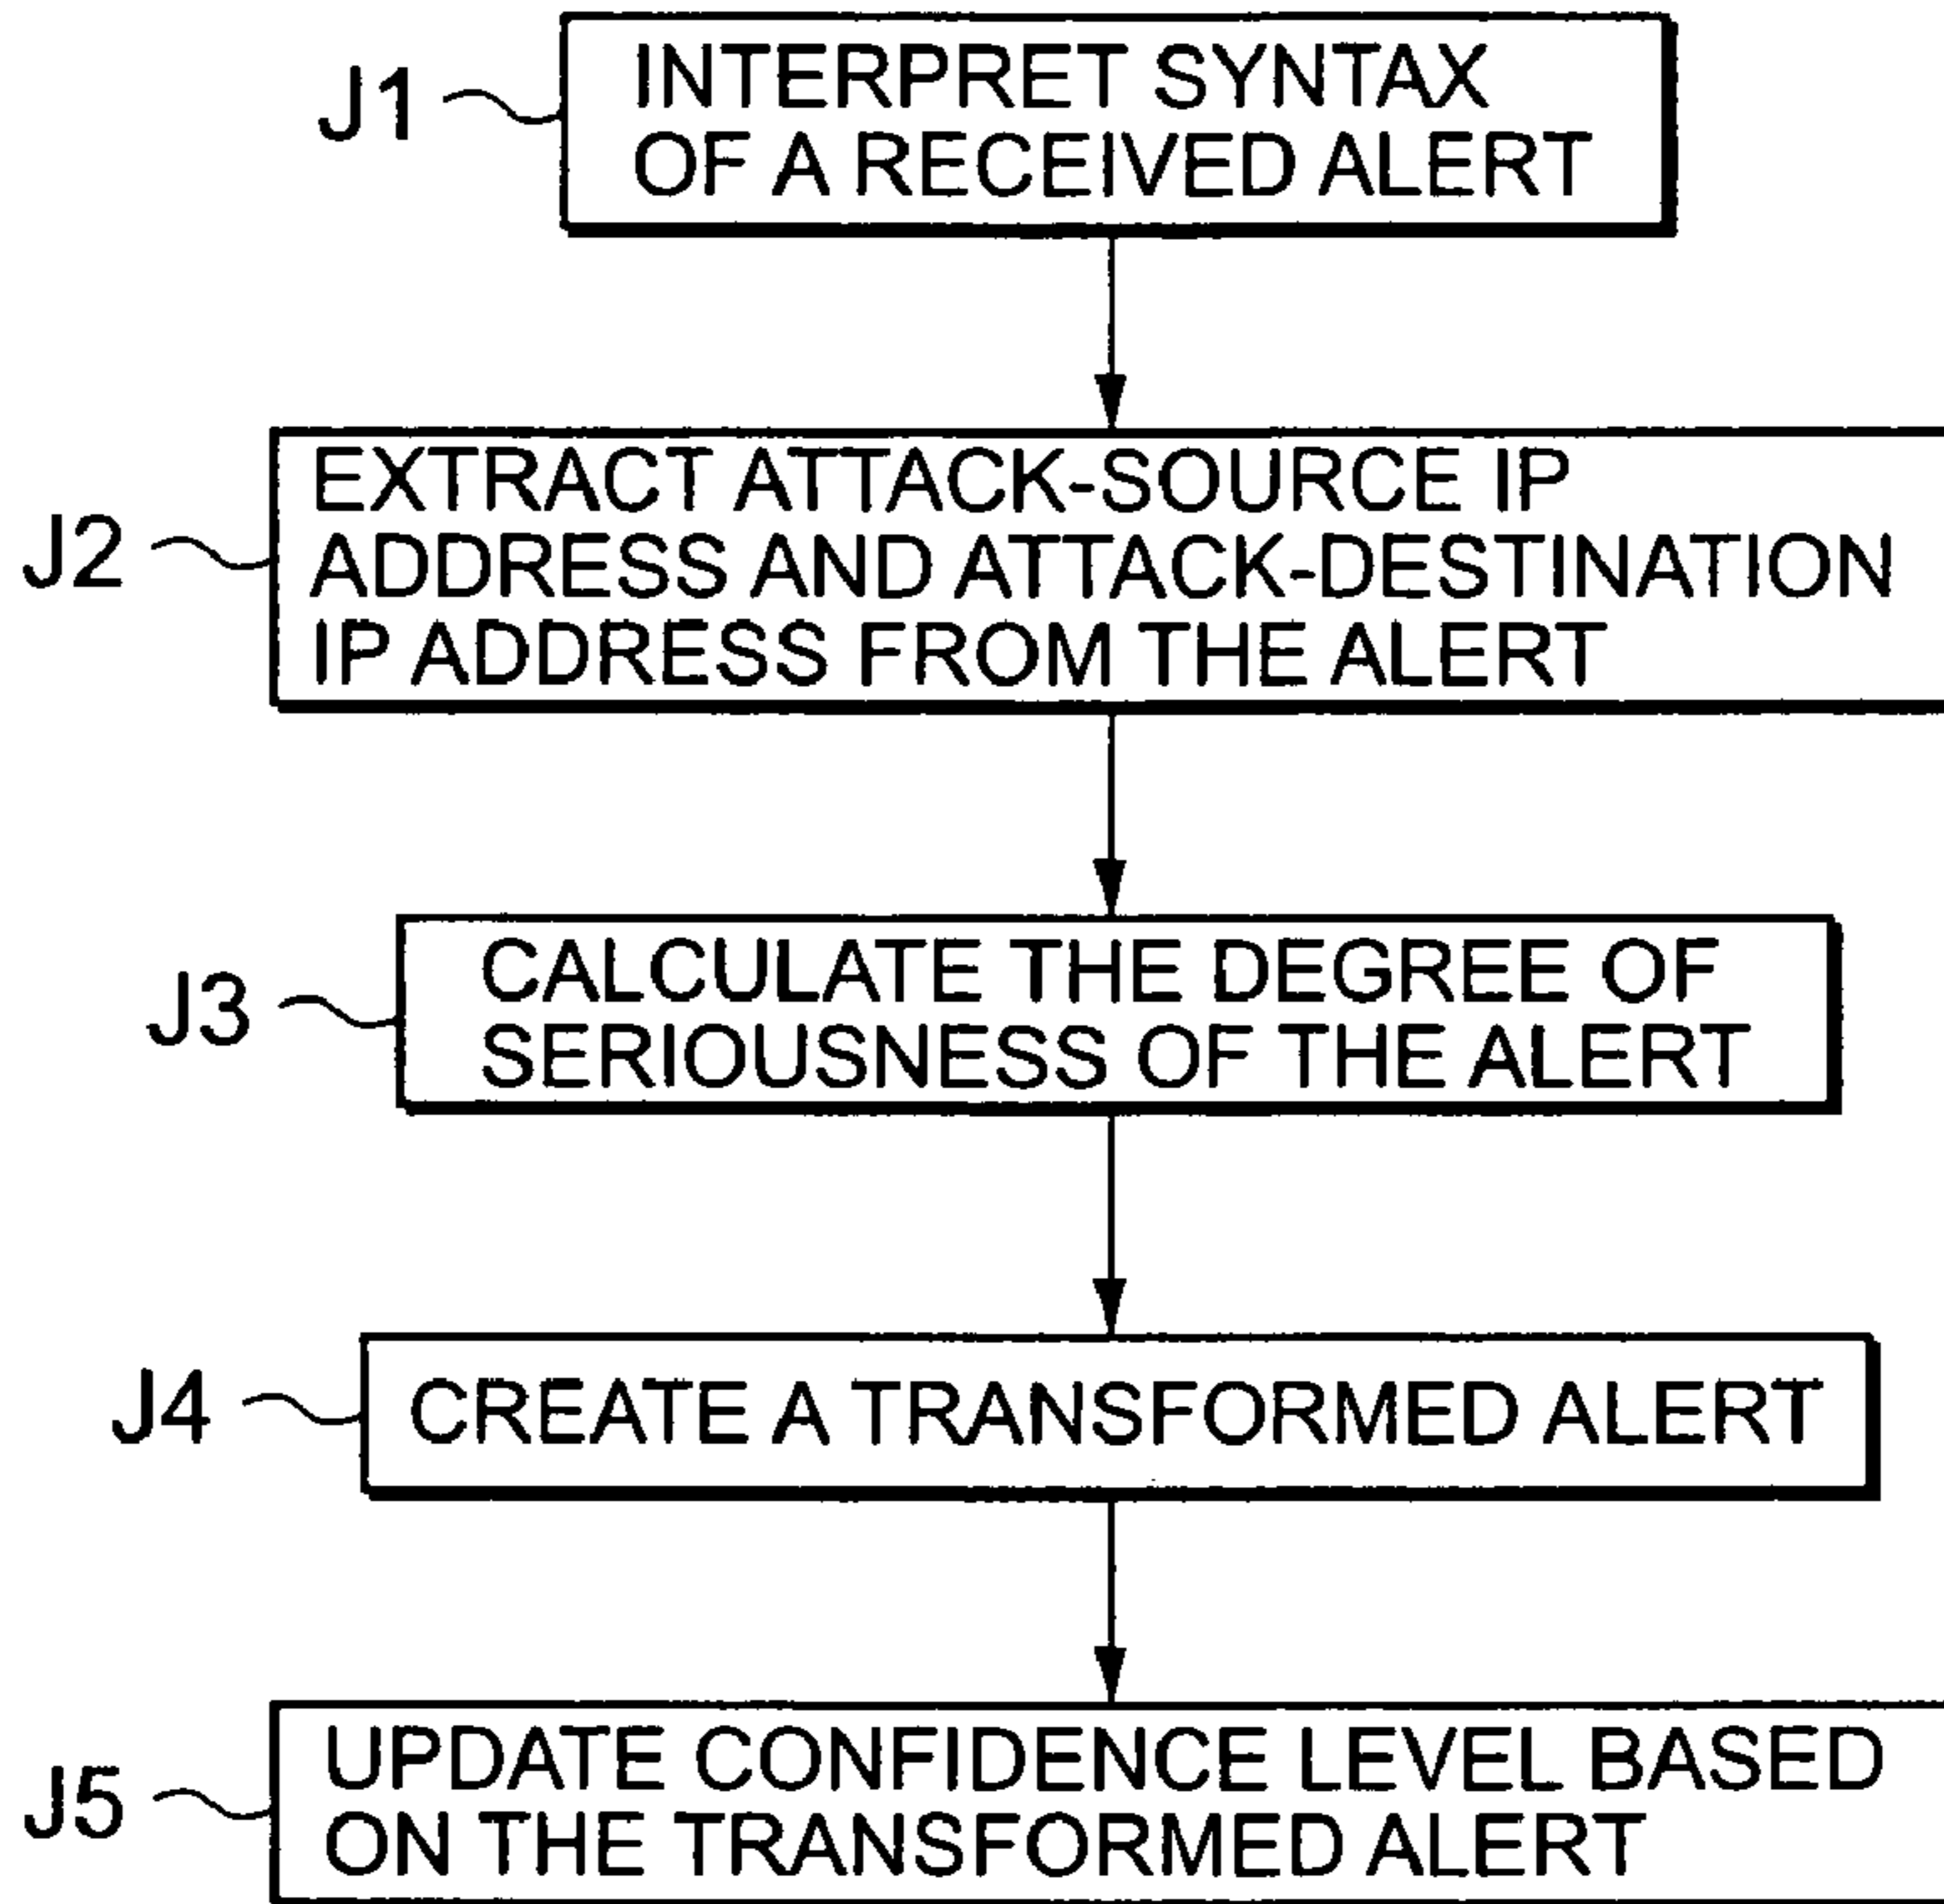 J1
INTERPRET SYNTAX
OF A RECEIVED ALERT
J2
EXTRACT ATTACK-SOURCE IP
ADDRESS AND ATTACK-DESTINATION
IP ADDRESS FROM THE ALERT
J3
CALCULATE THE DEGREE OF
SERIOUSNESS OF THE ALERT
J4
CREATE A TRANSFORMED ALERT
J5
UPDATE CONFIDENCE LEVEL BASED
ON THE TRANSFORMED ALERT